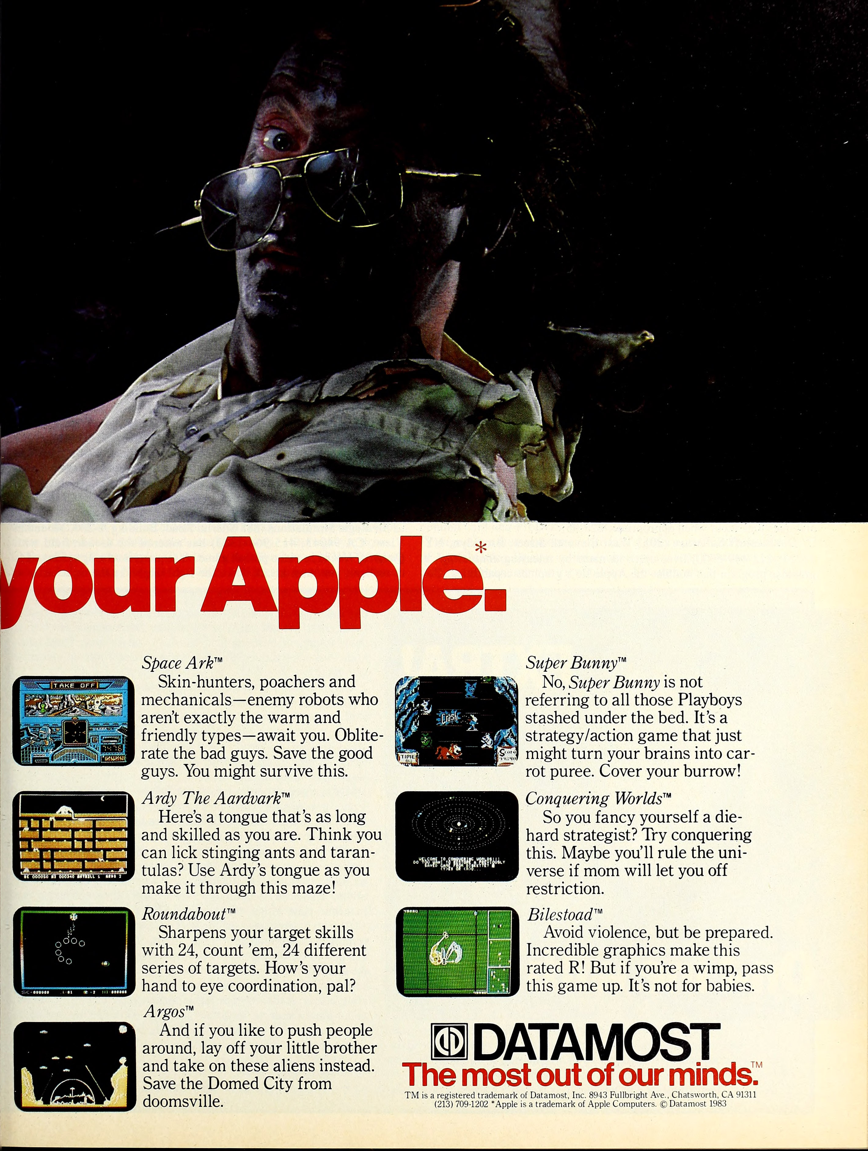 your Apple.*
Space Ark™
Skin-hunters, poachers and
mechanicals—enemy robots who
aren't exactly the warm and
friendly types—await you. Oblite-
rate the bad guys. Save the good
guys. You might survive this.
Ardy The Aardvark™
Here's a tongue that's as long
and skilled as you are. Think you
can lick stinging ants and taran-
tulas? Use Ardy's tongue as you
make it through this maze!
Roundabout™
Sharpens your target skills
with 24, count 'em, 24 different
series of targets. How's your
hand to eye coordination, pal?
Argos™
And if you like to push people
around, lay off your little brother
and take on these aliens instead.
Save the Domed City from
doomsville.
TAKE OFF
Super Bunny™
No, Super Bunny is not
referring to all those Playboys
stashed under the bed. It's a
strategy/action game that just
might turn your brains into car-
rot puree. Cover your burrow!
Conquering Worlds™
So you fancy yourself a die-
hard strategist? Try conquering
this. Maybe you'll rule the uni-
verse if mom will let you off
restriction.
Bilestoad™
Avoid violence, but be prepared.
Incredible graphics make this
rated R! But if you're a wimp, pass
this game up. It's not for babies.
DATAMOST
The most out of our minds.™
TM is a registered trademark of Datamost, Inc. 8943 Fullbright Ave., Chatsworth, CA 91311
(213) 709-1202 *Apple is a trademark of Apple Computers. © Datamost 1983